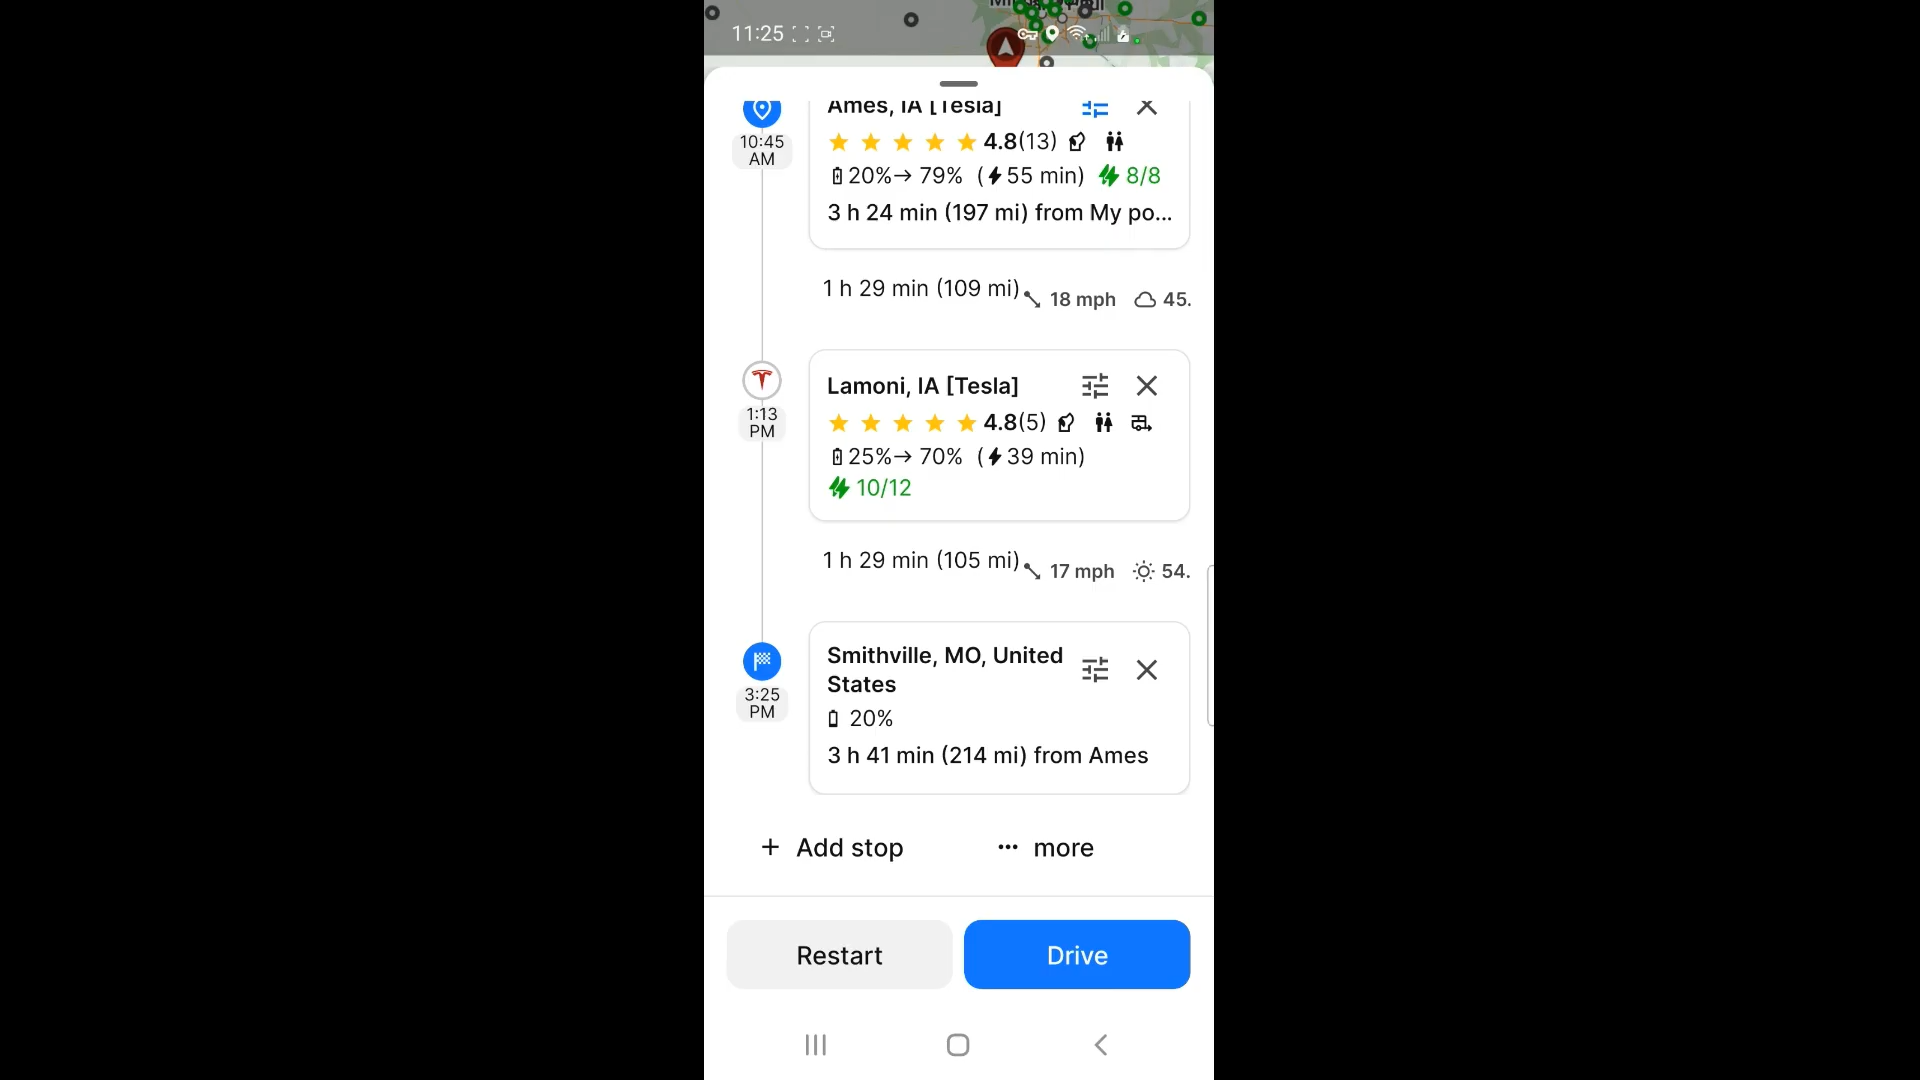 11:25
Ames, IA [Tesla]
10:45
AM
4.8(13)
20%→ 79% (55 min) 8/8
3 h 24 min (197 mi) from My po...
1 h 29 min (109 mi) 18 mph 45.
Lamoni, IA [Tesla]
1:13
PM
4.8(5)
25%→ 70% (39 min)
10/12
1 h 29 min (105 mi) 17 mph 54.
Smithville, MO, United
States
3:25
PM
20%
3 h 41 min (214 mi) from Ames
+ Add stop
... more
Restart
Drive